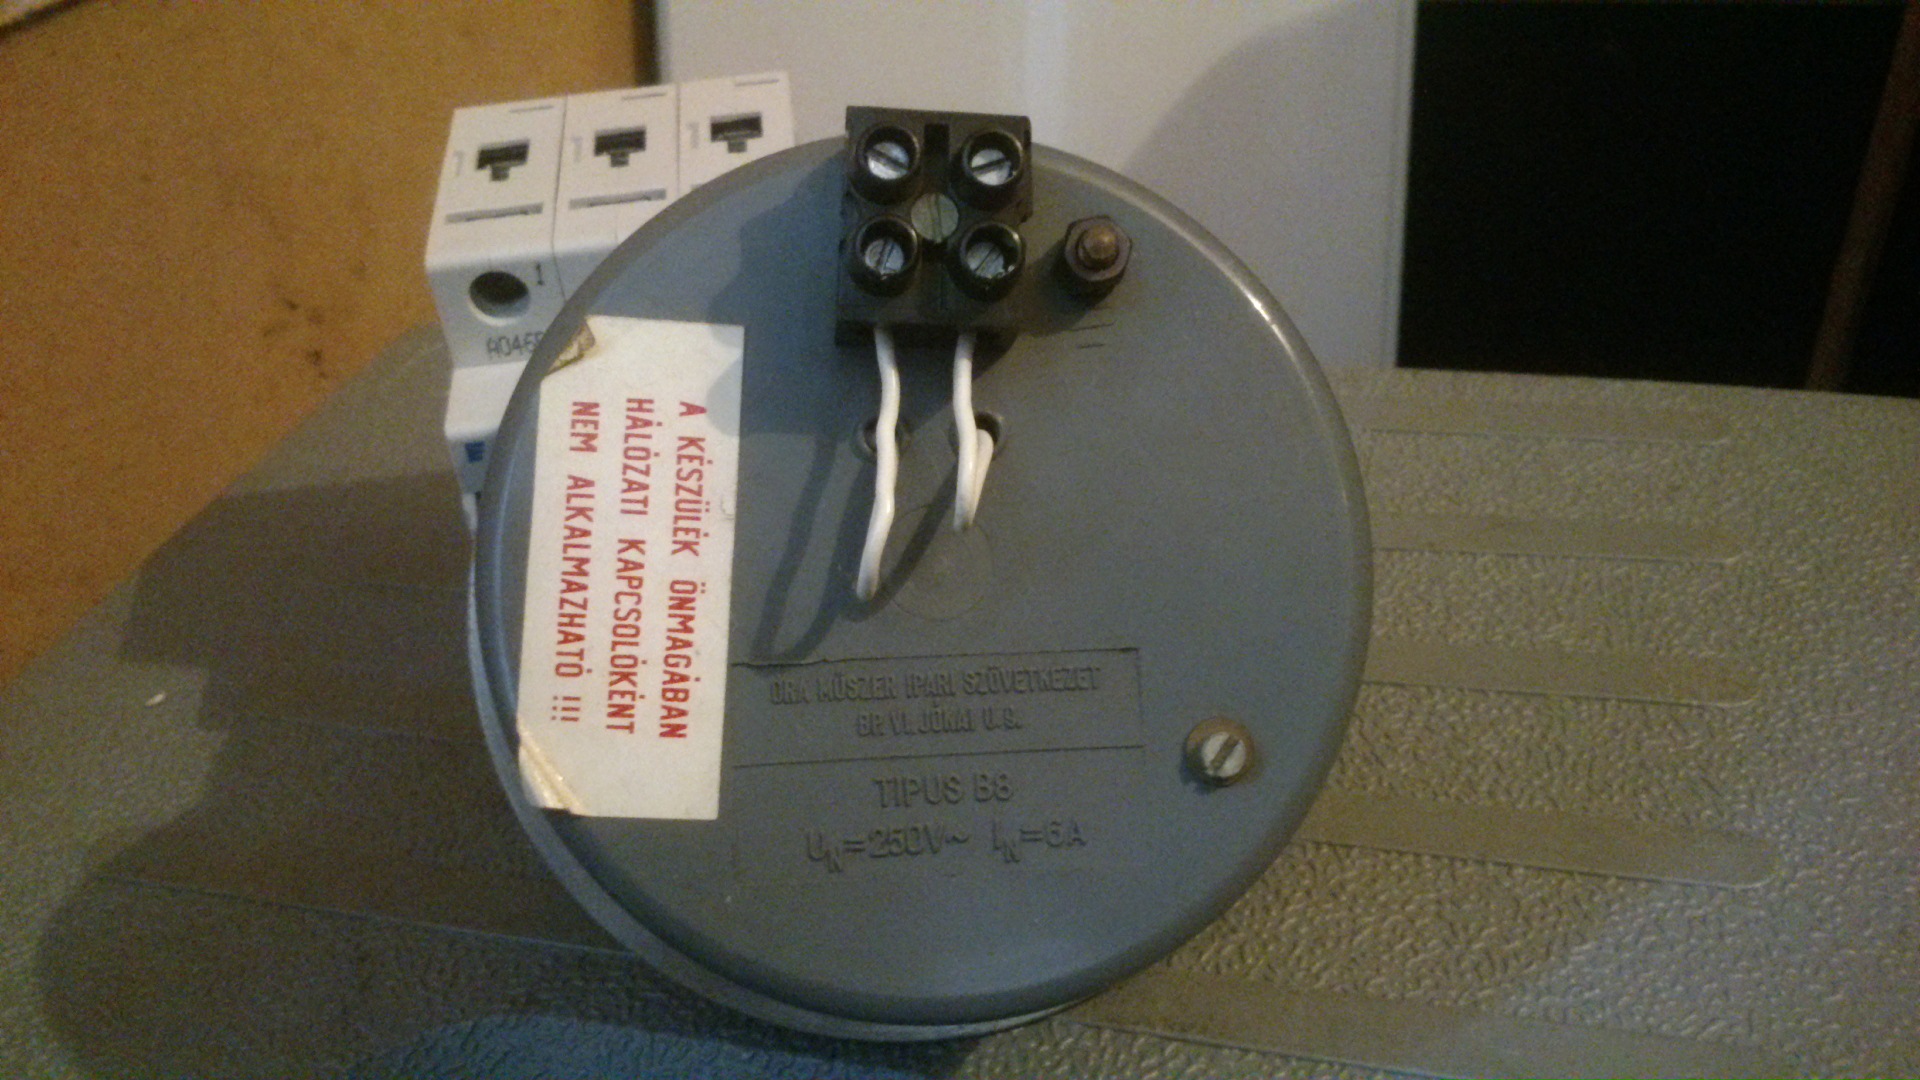 A KÉSZÜLÉK ÖNMAGÁBAN
HÁLÓZATI KAPCSOLÓKÉNT
NEM ALKALMAZHATÓ !!!
ÓRA MŰSZER IPARI SZÖVETKEZET
BP. VI. JÓKAI U.
TIPUS B8
UN=250V~ IN=6A
1